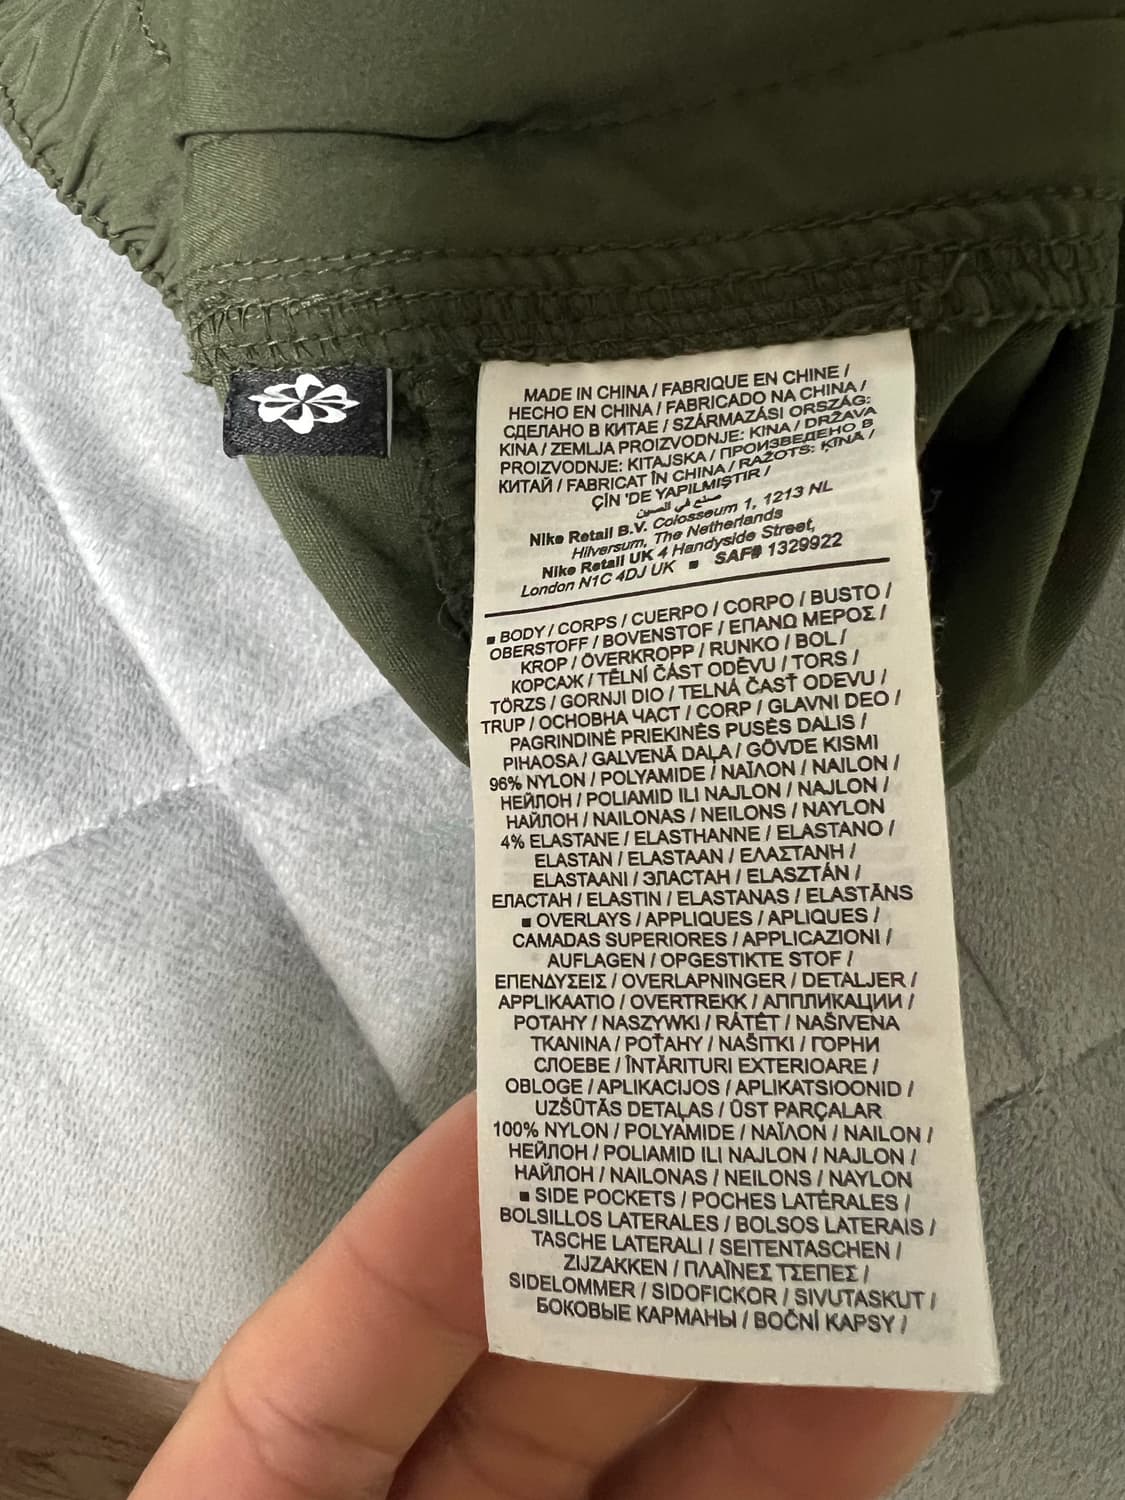 MADE IN CHINA / FABRIQUE EN CHINE /
HECHO EN CHINA / FABRICADO NA CHINA /
СДЕЛАНО В КИТАЕ / SZÁRMAZÁSI ORSZÁG:
KINA / ZEMLJA PROIZVODNJE: KINA / DRŽAVA
PROIZVODNJE: KITAJSKA / ПРОИЗВЕДЕНО В
КИТАЙ / FABRICAT ÎN CHINA / RAŽOTS: ĶĪNĀ /
ÇİN 'DE YAPILMIŞTIR /
صنع في الصين
Nike Retail B.V. Colosseum 1, 1213 NL
Hilversum, The Netherlands
Nike Retail UK 4 Handyside Street,
London N1C 4DJ UK ■ SAF# 1329922
■ BODY / CORPS / CUERPO / CORPO / BUSTO /
OBERSTOFF / BOVENSTOF / ΕΠΑΝΩ ΜΕΡΟΣ /
KROP / ÖVERKROPP / RUNKO / BOL /
КОРСАЖ / TĚLNÍ ČÁST ODĚVU / TORS /
TÖRZS / GORNJI DIO / TELNÁ ČASŤ ODEVU /
TRUP / ОСНОВНА ЧАСТ / CORP / GLAVNI DEO /
PAGRINDINĖ PRIEKINĖS PUSĖS DALIS /
PIHAOSA / GALVENĀ DAĻA / GÖVDE KISMI
96% NYLON / POLYAMIDE / ΝΑΪΛΟΝ / NAILON /
НЕЙЛОН / POLIAMID ILI NAJLON / NAJLON /
НАЙЛОН / NAILONAS / NEILONS / NAYLON
4% ELASTANE / ELASTHANNE / ELASTANO /
ELASTAN / ELASTAAN / ΕΛΑΣΤΑΝΗ /
ELASTAANI / ЭЛАСТАН / ELASZTÁN /
ЕЛАСТАН / ELASTIN / ELASTANAS / ELASTĀNS
■ OVERLAYS / APPLIQUES / APLIQUES /
CAMADAS SUPERIORES / APPLICAZIONI /
AUFLAGEN / OPGESTIKTE STOF /
ΕΠΕΝΔΥΣΕΙΣ / OVERLAPNINGER / DETALJER /
APPLIKAATIO / OVERTREKK / АППЛИКАЦИИ /
POTAHY / NASZYWKI / RÁTÉT / NAŠIVENA
TKANINA / POŤAHY / NAŠITKI / ГОРНИ
СЛОЕВЕ / ÎNTĂRITURI EXTERIOARE /
OBLOGE / APLIKACIJOS / APLIKATSIOONID /
UZŠŪTĀS DETAĻAS / ÜST PARÇALAR
100% NYLON / POLYAMIDE / ΝΑΪΛΟΝ / NAILON /
НЕЙЛОН / POLIAMID ILI NAJLON / NAJLON /
НАЙЛОН / NAILONAS / NEILONS / NAYLON
■ SIDE POCKETS / POCHES LATÉRALES /
BOLSILLOS LATERALES / BOLSOS LATERAIS /
TASCHE LATERALI / SEITENTASCHEN /
ZIJZAKKEN / ΠΛΑΪΝΕΣ ΤΣΕΠΕΣ /
SIDELOMMER / SIDOFICKOR / SIVUTASKUT /
БОКОВЫЕ КАРМАНЫ / BOČNÍ KAPSY /